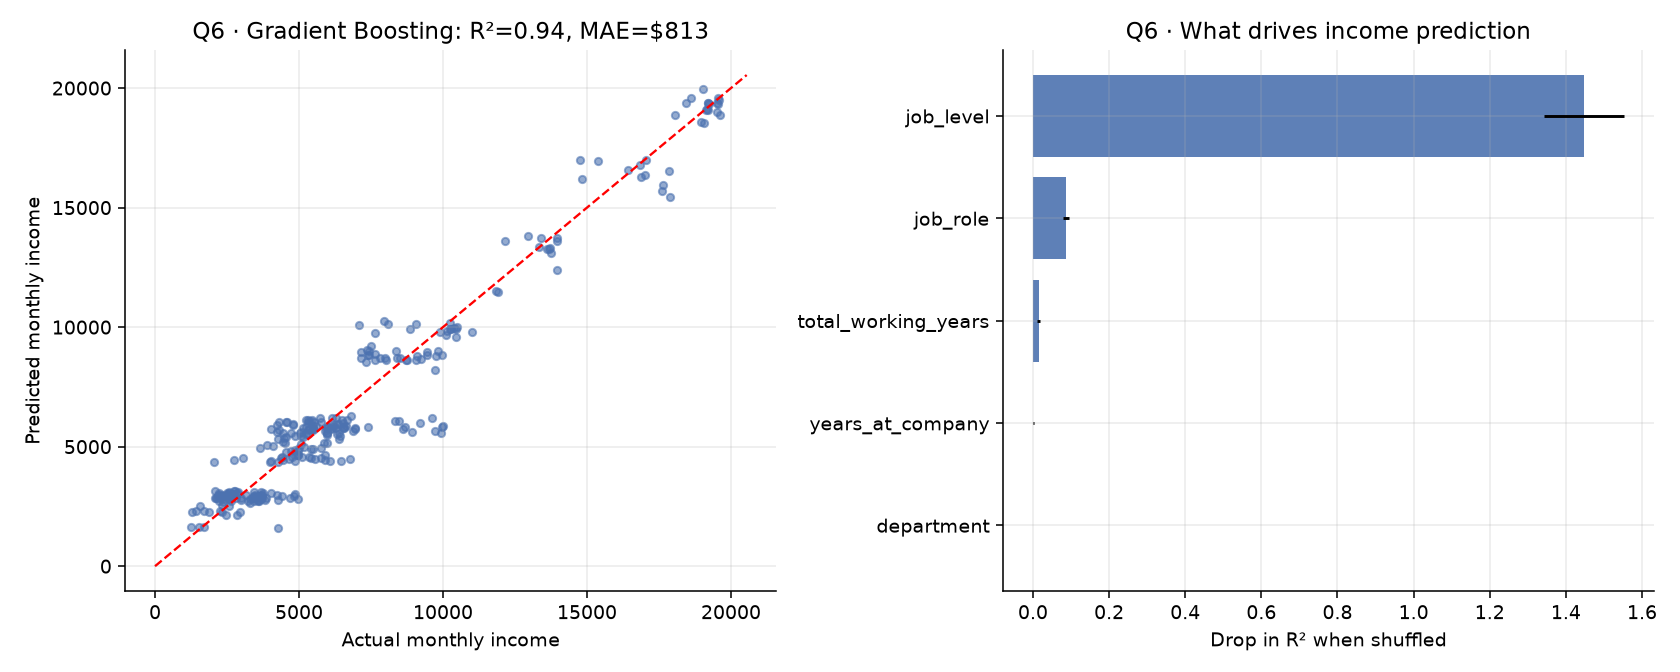 Q6 · Gradient Boosting: R²=0.94, MAE=$813
Predicted monthly income
20000
15000
10000
5000
0
0 5000 10000 15000 20000
Actual monthly income
Q6 · What drives income prediction
job_level
job_role
total_working_years
years_at_company
department
0.0 0.2 0.4 0.6 0.8 1.0 1.2 1.4 1.6
Drop in R² when shuffled